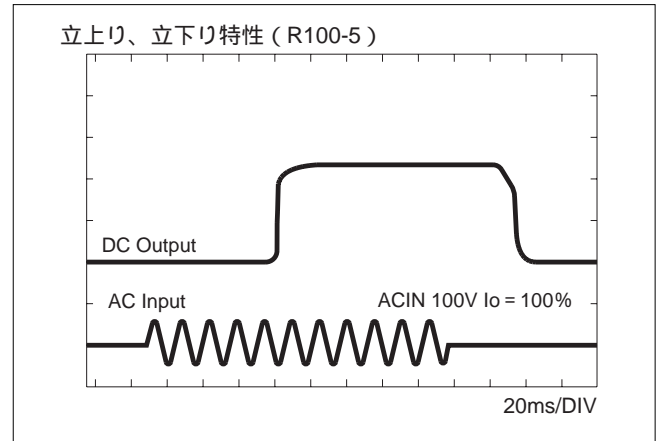 立上り、立下り特性（R100-5）
DC Output
AC Input
ACIN 100V Io = 100%
20ms/DIV